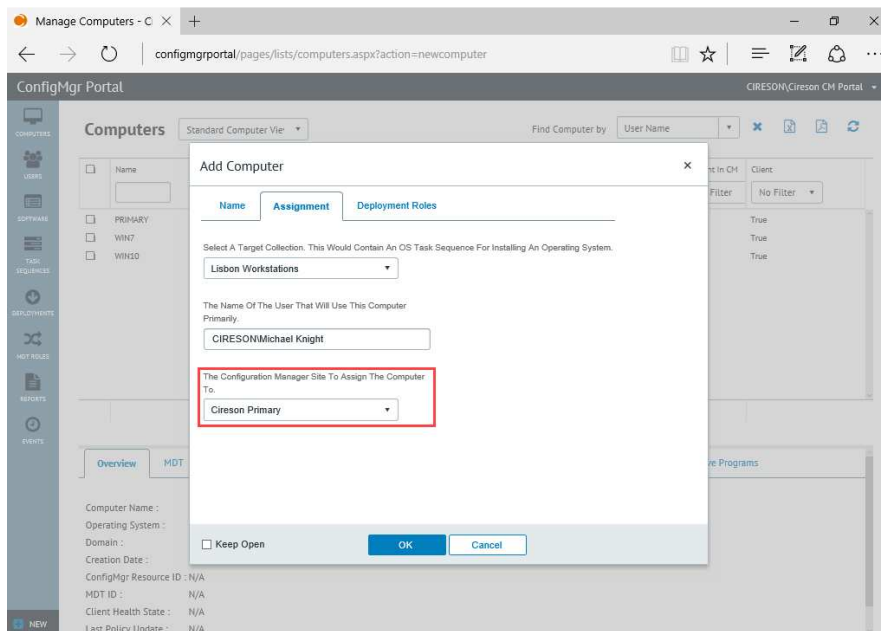 Manage Computers - C
configmgrportal/pages/lists/computers.aspx?action=newcomputer
ConfigMgr Portal
CIRESON\Cireson CM Portal
COMPUTERS
USERS
SOFTWARE
TASK SEQUENCES
DEPLOYMENTS
MDT ROLES
REPORTS
EVENTS
NEW
Computers
Standard Computer Vie
Find Computer by
User Name
Name
nt In CM
Client
Filter
No Filter
PRIMARY
True
WIN7
True
WIN10
True
Add Computer
Name
Assignment
Deployment Roles
Select A Target Collection. This Would Contain An OS Task Sequence For Installing An Operating System.
Lisbon Workstations
The Name Of The User That Will Use This Computer
Primarily.
CIRESON\Michael Knight
The Configuration Manager Site To Assign The Computer
To.
Cireson Primary
Keep Open
OK
Cancel
Overview
MDT
ve Programs
Computer Name :
Operating System :
Domain :
Creation Date :
ConfigMgr Resource ID : N/A
MDT ID : N/A
Client Health State : N/A
Last Policy Update : N/A